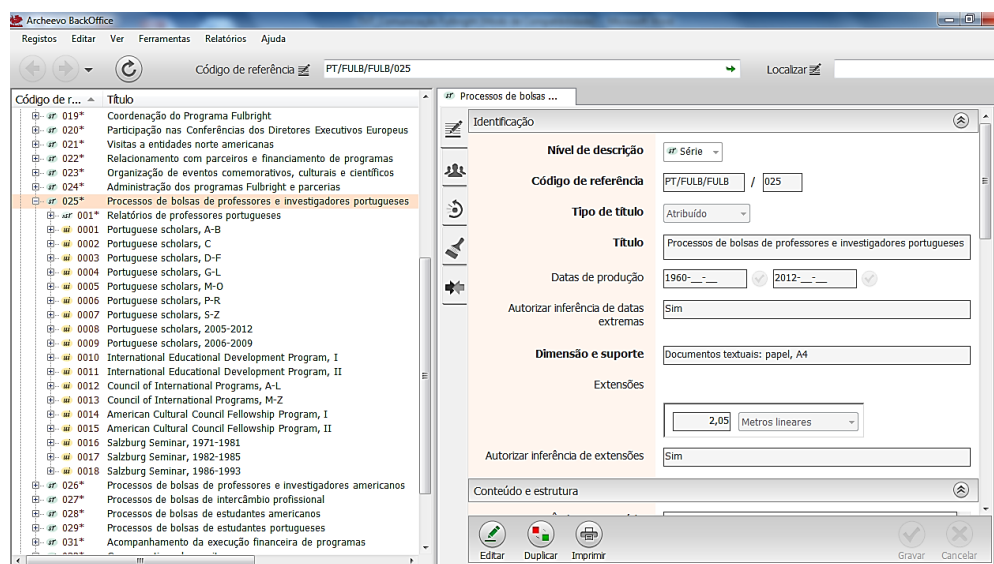 Archeevo BackOffice
Registos Editar Ver Ferramentas Relatórios Ajuda
Código de referência PT/FULB/FULB/025 Localizar
Código de r... Título
019* Coordenação do Programa Fulbright
020* Participação nas Conferências dos Diretores Executivos Europeus
021* Visitas a entidades norte americanas
022* Relacionamento com parceiros e financiamento de programas
023* Organização de eventos comemorativos, culturais e científicos
024* Administração dos programas Fulbright e parcerias
025* Processos de bolsas de professores e investigadores portugueses
001* Relatórios de professores portugueses
0001 Portuguese scholars, A-B
0002 Portuguese scholars, C
0003 Portuguese scholars, D-F
0004 Portuguese scholars, G-L
0005 Portuguese scholars, M-O
0006 Portuguese scholars, P-R
0007 Portuguese scholars, S-Z
0008 Portuguese scholars, 2005-2012
0009 Portuguese scholars, 2006-2009
0010 International Educational Development Program, I
0011 International Educational Development Program, II
0012 Council of International Programs, A-L
0013 Council of International Programs, M-Z
0014 American Cultural Council Fellowship Program, I
0015 American Cultural Council Fellowship Program, II
0016 Salzburg Seminar, 1971-1981
0017 Salzburg Seminar, 1982-1985
0018 Salzburg Seminar, 1986-1993
026* Processos de bolsas de professores e investigadores americanos
027* Processos de bolsas de intercâmbio profissional
028* Processos de bolsas de estudantes americanos
029* Processos de bolsas de estudantes portugueses
031* Acompanhamento da execução financeira de programas
Processos de bolsas ...
Identificação
Nível de descrição Série
Código de referência PT/FULB/FULB / 025
Tipo de título Atribuído
Título Processos de bolsas de professores e investigadores portugueses
Datas de produção 1960-__-__ 2012-__-__
Autorizar inferência de datas Sim
extremas
Dimensão e suporte Documentos textuais: papel, A4
Extensões
2,05 Metros lineares
Autorizar inferência de extensões Sim
Conteúdo e estrutura
Editar Duplicar Imprimir Gravar Cancelar